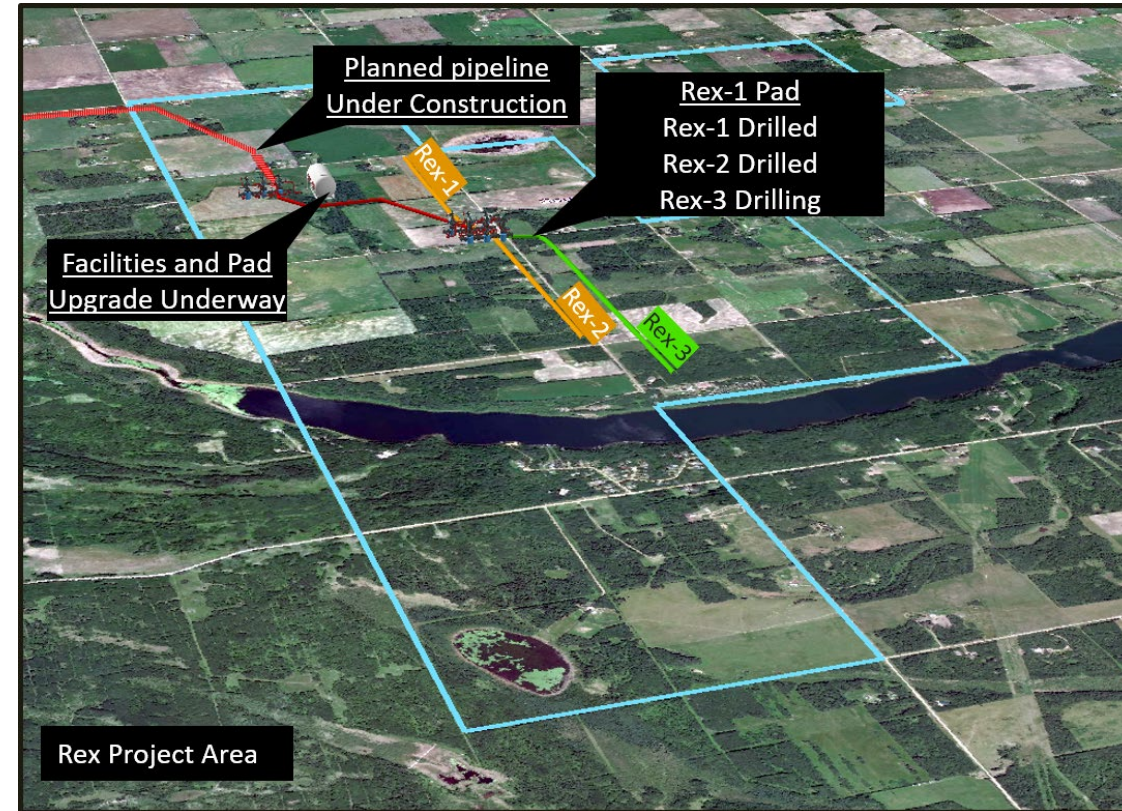 Planned pipeline
Under Construction
Rex-1 Pad
Rex-1 Drilled
Rex-2 Drilled
Rex-3 Drilling
Rex-1
Facilities and Pad
Upgrade Underway
Rex-2
Rex-3
Rex Project Area